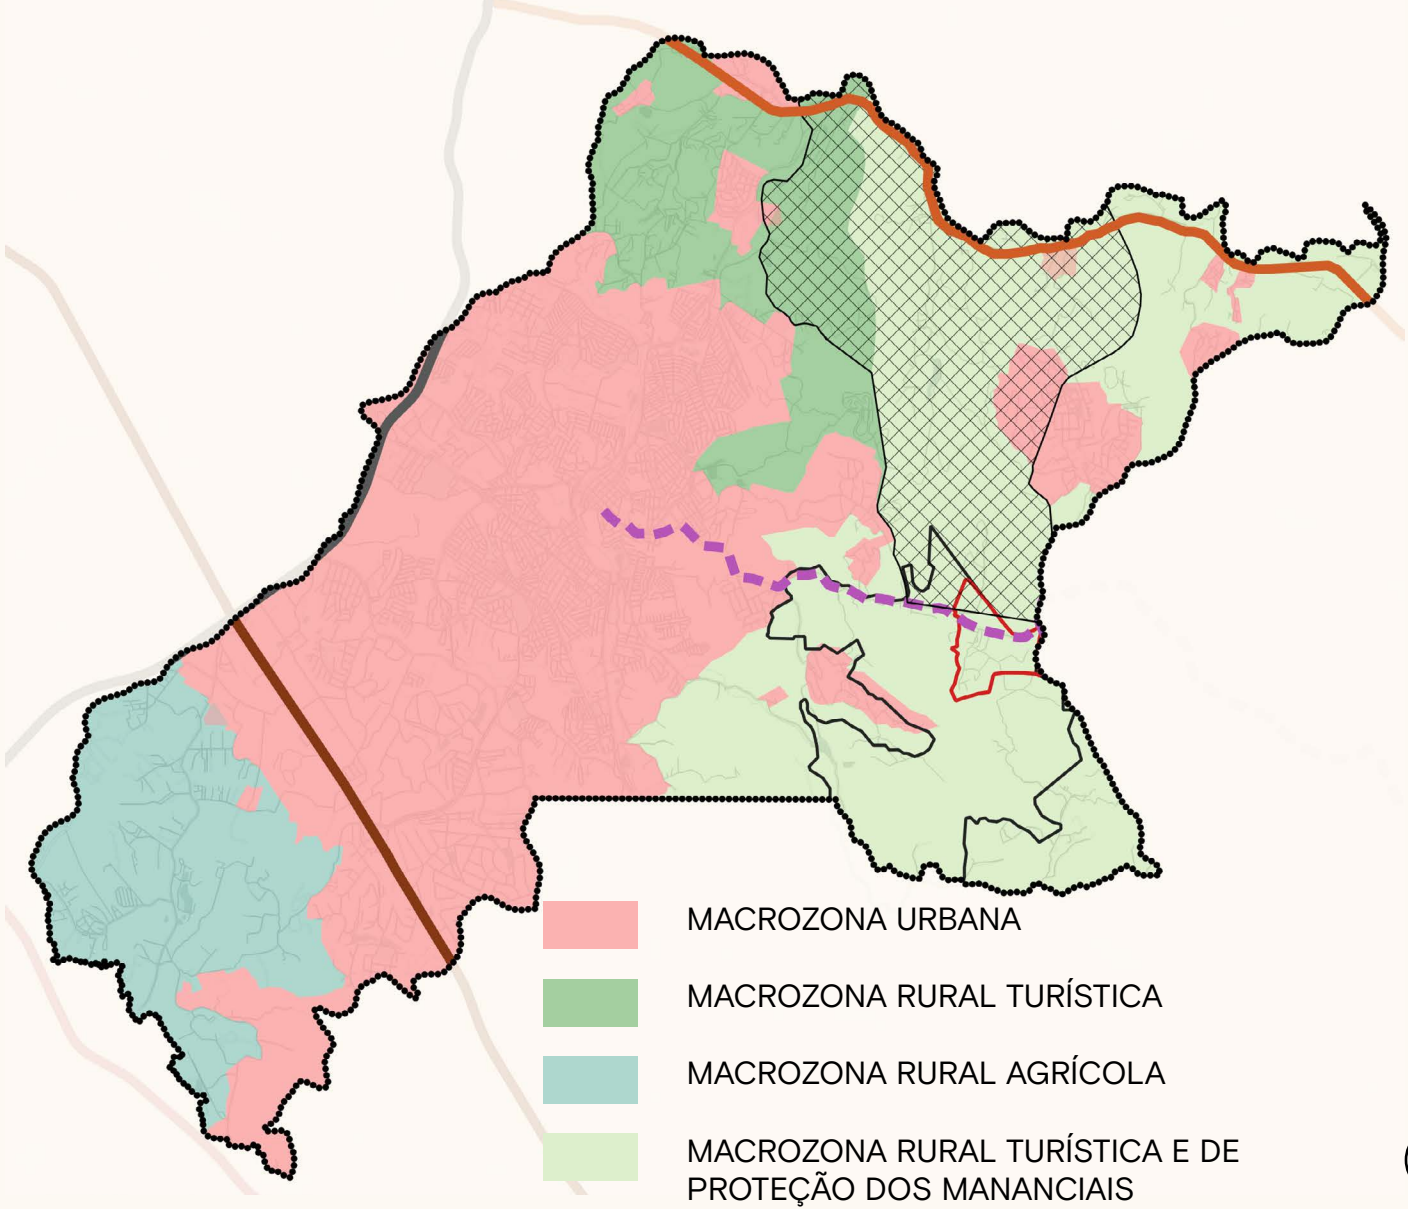 MACROZONA URBANA
MACROZONA RURAL TURÍSTICA
MACROZONA RURAL AGRÍCOLA
MACROZONA RURAL TURÍSTICA E DE
PROTEÇÃO DOS MANANCIAIS